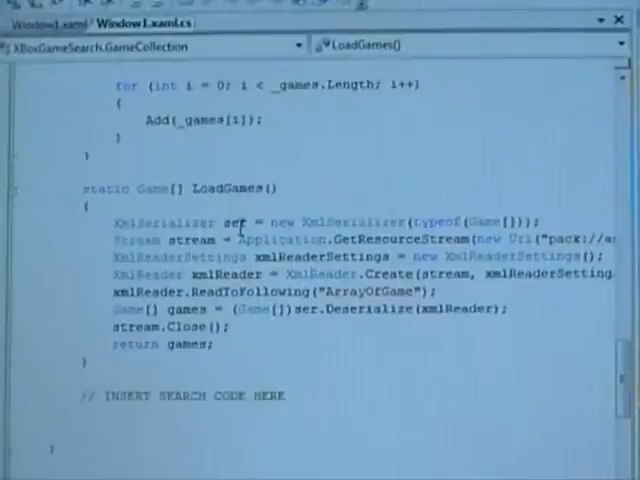 Window1.xaml Window1.xaml.cs
XBoxGameSearch.GameCollection LoadGames()
for (int i = 0; i < _games.Length; i++)
{
Add(_games[i]);
}
}
static Game[] LoadGames()
{
XmlSerializer ser = new XmlSerializer(typeof(Game[]));
Stream stream = Application.GetResourceStream(new Uri("pack://a
XmlReaderSettings xmlReaderSettings = new XmlReaderSettings();
XmlReader xmlReader = XmlReader.Create(stream, xmlReaderSetting
xmlReader.ReadToFollowing("ArrayOfGame");
Game[] games = (Game[])ser.Deserialize(xmlReader);
stream.Close();
return games;
}
// INSERT SEARCH CODE HERE
}